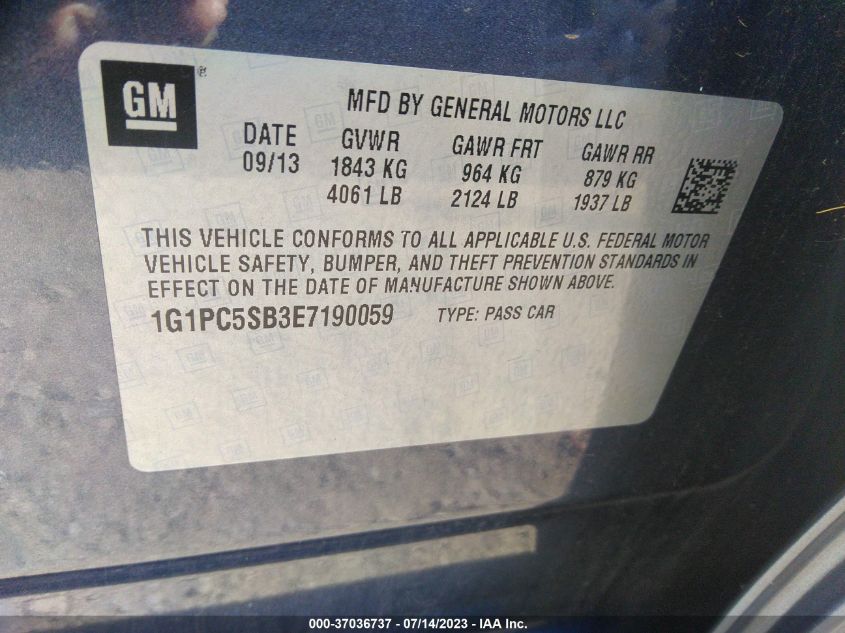 GM ®
MFD BY GENERAL MOTORS LLC
DATE GVWR GAWR FRT GAWR RR
09/13 1843 KG 964 KG 879 KG
4061 LB 2124 LB 1937 LB
THIS VEHICLE CONFORMS TO ALL APPLICABLE U.S. FEDERAL MOTOR
VEHICLE SAFETY, BUMPER, AND THEFT PREVENTION STANDARDS IN
EFFECT ON THE DATE OF MANUFACTURE SHOWN ABOVE.
1G1PC5SB3E7190059 TYPE: PASS CAR
000-37036737 - 07/14/2023 - IAA Inc.